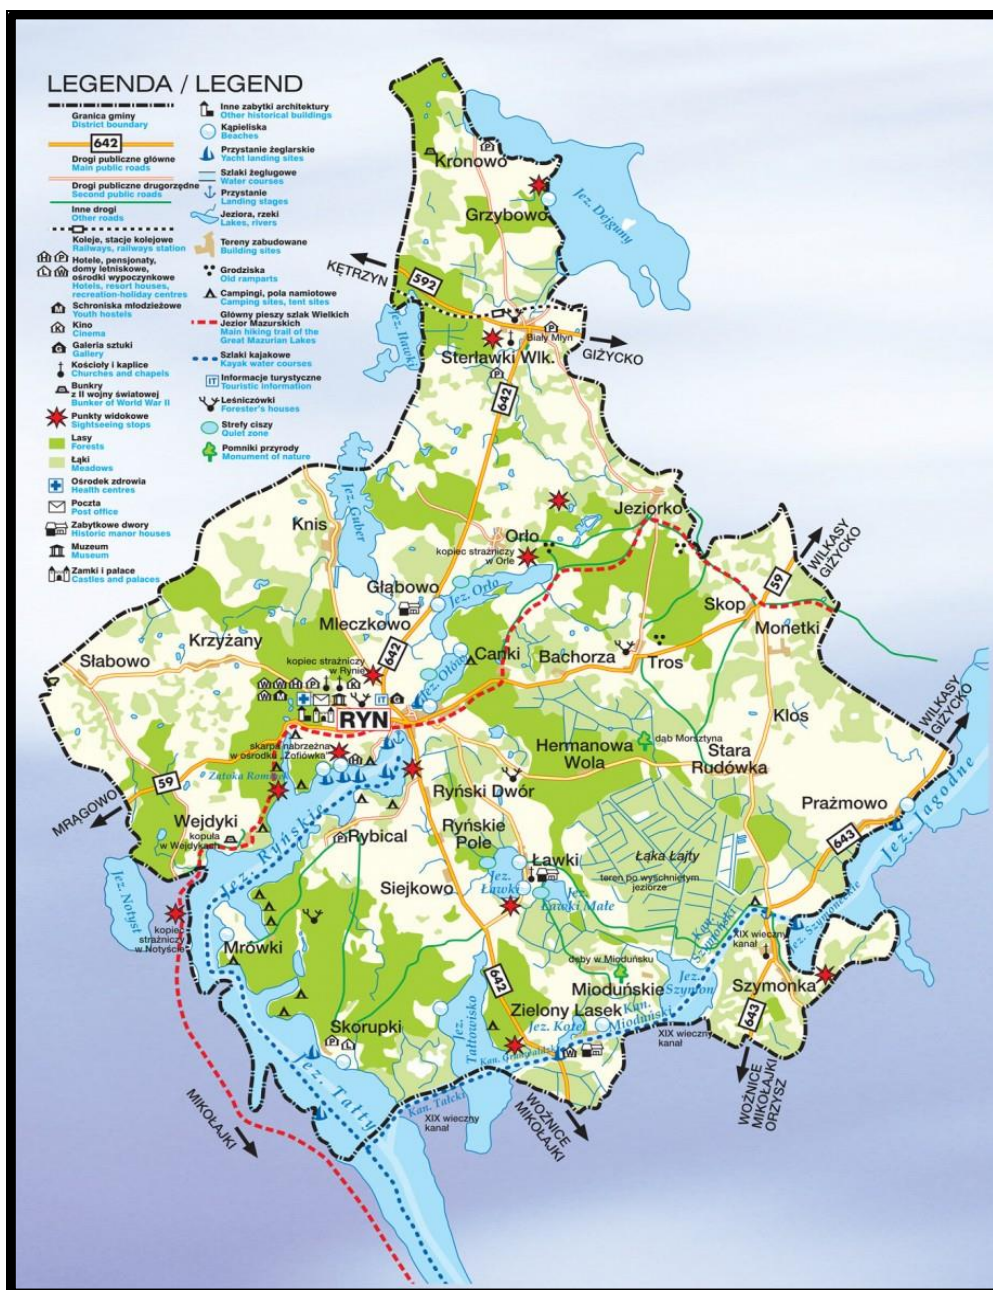 LEGENDA / LEGEND
Granica gminy
District boundary
642
Drogi publiczne główne
Main public roads
Drogi publiczne drugorzędne
Second public roads
Inne drogi
Other roads
Koleje, stacje kolejowe
Railways, railways station
H P
L W
Hotele, pensjonaty,
domy letniskowe,
ośrodki wypoczynkowe
Hotels, resort houses,
recreation-holiday centres
M
Schroniska młodzieżowe
Youth hostels
K
Kino
Cinema
G
Galeria sztuki
Gallery
Kościoły i kaplice
Churches and chapels
Bunkry
z II wojny światowej
Bunker of World War II
Punkty widokowe
Sightseeing stops
Lasy
Forests
Łąki
Meadows
Ośrodek zdrowia
Health centres
Poczta
Post office
Zabytkowe dwory
Historic manor houses
Muzeum
Museum
Zamki i palace
Castles and palaces
Inne zabytki architektury
Other historical buildings
Kąpieliska
Beaches
Przystanie żeglarskie
Yacht landing sites
Szlaki żeglugowe
Water courses
Przystanie
Landing stages
Jeziora, rzeki
Lakes, rivers
Tereny zabudowane
Building sites
Grodziska
Old ramparts
Campingi, pola namiotowe
Camping sites, tent sites
Główny pieszy szlak Wielkich
Jezior Mazurskich
Main hiking trail of the
Great Mazurian Lakes
Szlaki kajakowe
Kayak water courses
IT
Informacje turystyczne
Touristic information
Leśniczówki
Forester's houses
Strefy ciszy
Quiet zone
Pomniki przyrody
Monument of nature
P
Kronowo
Grzybowo
Jez. Dejguny
KĘTRZYN
592
Jez. Iławki
P
Biały Młyn
Sterławki Wlk.
GIŻYCKO
P
642
Jez. Guber
Knis
Jeziorko
Orło
kopiec strażniczy
w Orle
WILKASY
GIŻYCKO
59
Głąbowo
Jez. Orło
Skop
Monetki
Mleczkowo
Krzyżany
Słabowo
642
kopiec strażniczy
w Rynie
Canki
Bachorza
Tros
Jez. Ołów
W W H P K
W M
IT G
RYN
Klos
WILKASY
GIŻYCKO
skarpa nabrzeżna
w ośrodku „Zofiówka”
H
Hermanowa
Wola
dąb Morsztyna
Stara
Rudówka
59
MRĄGOWO
Ryński Dwór
Prażmowo
Wejdyki
kopuła
w Wejdykach
P
Rybical
Ryńskie
Pole
643
Jez. Jagodne
Jez. Ryńskie
Ławki
Łąka Łajty
teren po wyschniętym
jeziorze
Jez. Notyst
Siejkowo
Jez.
Ławki
Jez.
Ławki Małe
kopiec
strażniczy
w Notyście
Kan.
Szymoński
XIX wieczny
kanał
Mrówki
642
dęby w Mioduńsku
Mioduńskie
Jez.
Szymon
Szymonka
643
Skorupki
P L
Jez.
Tałtowisko
Zielony Lasek
Jez. Kotel
Kan.
Mioduński
W
XIX wieczny
kanał
Jez. Tałty
Kan. Tałcki
XIX wieczny
kanał
WOŹNICE
MIKOŁAJKI
WOŹNICE
MIKOŁAJKI
ORZYSZ
MIKOŁAJKI